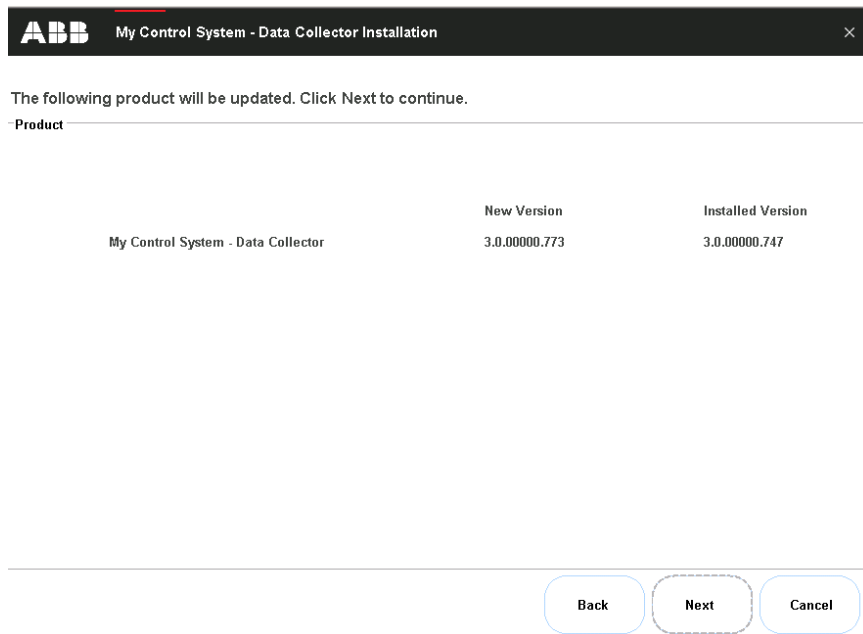 ABB My Control System - Data Collector Installation ×
The following product will be updated. Click Next to continue.
Product
New Version Installed Version
My Control System - Data Collector 3.0.00000.773 3.0.00000.747
Back Next Cancel